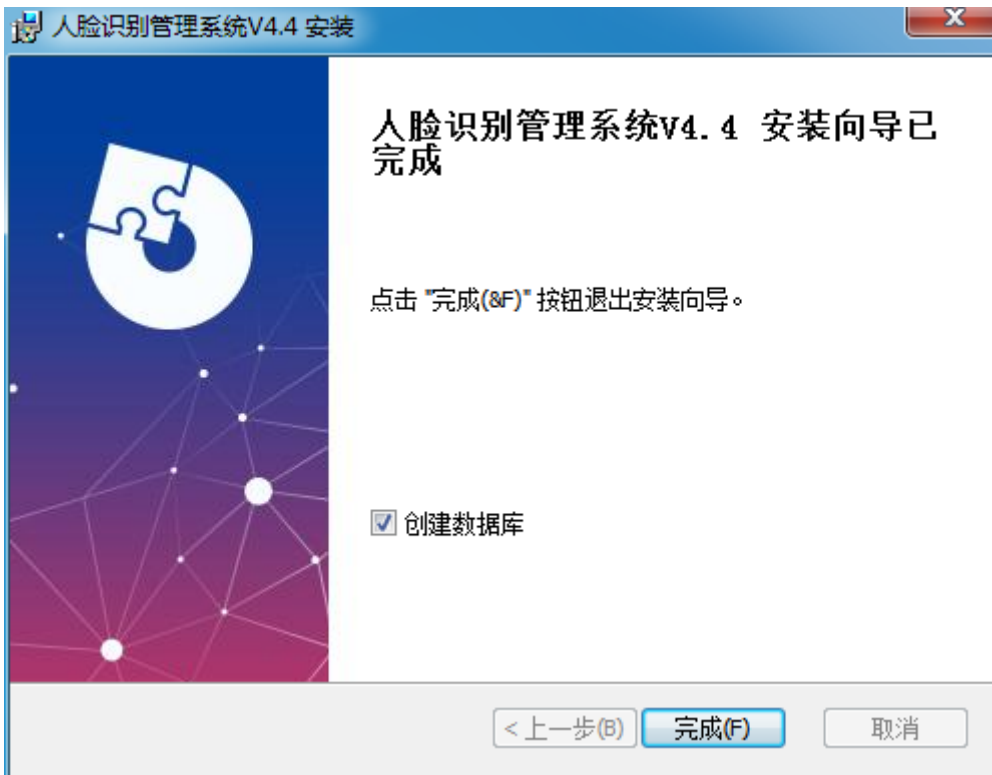 人脸识别管理系统V4.4 安装
x
人脸识别管理系统V4.4 安装向导已
完成
点击 "完成(&F)" 按钮退出安装向导。
创建数据库
< 上一步(B)
完成(F)
取消